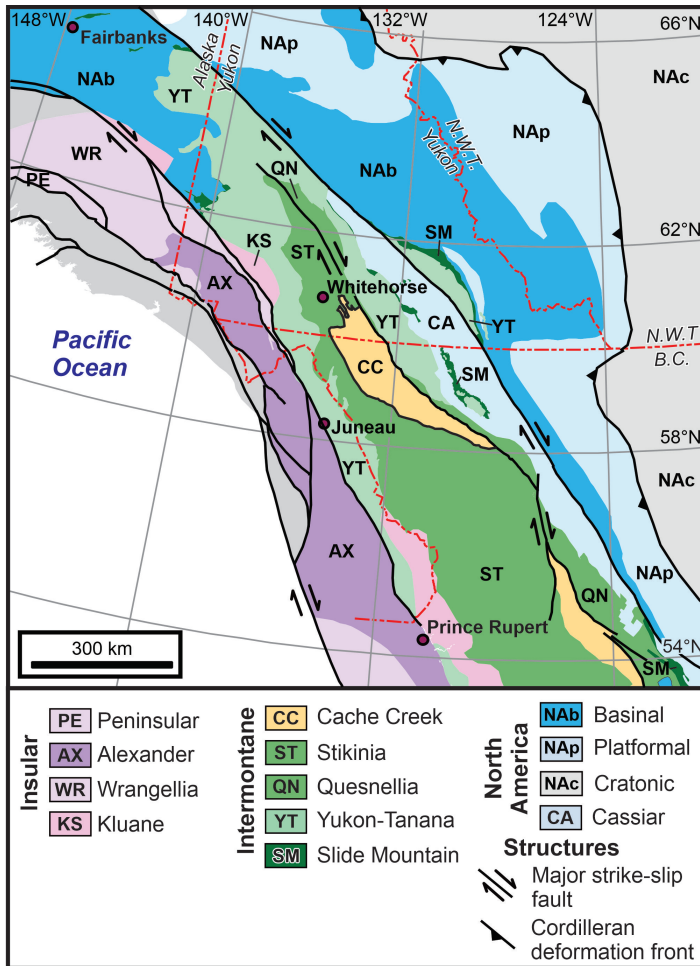 148°W
140°W
132°W
124°W
66°N
Fairbanks
NAp
NAc
NAb
Alaska
Yukon
YT
NAp
N.W.T.
Yukon
WR
QN
NAb
PE
KS
ST
SM
62°N
AX
Whitehorse
YT
CA
YT
Pacific
Ocean
N.W.T
B.C.
CC
SM
Juneau
58°N
YT
NAc
AX
ST
NAp
QN
Prince Rupert
54°N
SM
300 km
Insular
PE Peninsular
AX Alexander
WR Wrangellia
KS Kluane
Intermontane
CC Cache Creek
ST Stikinia
QN Quesnellia
YT Yukon-Tanana
SM Slide Mountain
North
America
NAb Basinal
NAp Platformal
NAc Cratonic
CA Cassiar
Structures
Major strike-slip
fault
Cordilleran
deformation front